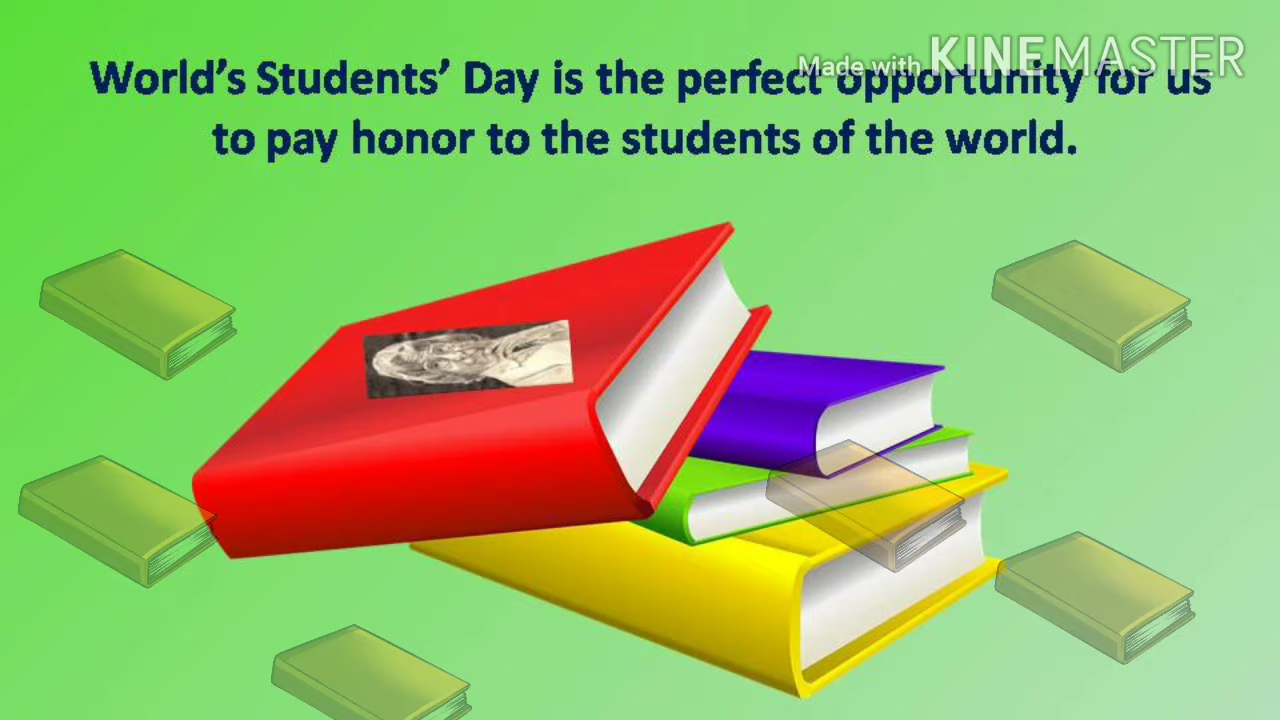 Made with KINEMASTER
World's Students' Day is the perfect opportunity for us
to pay honor to the students of the world.